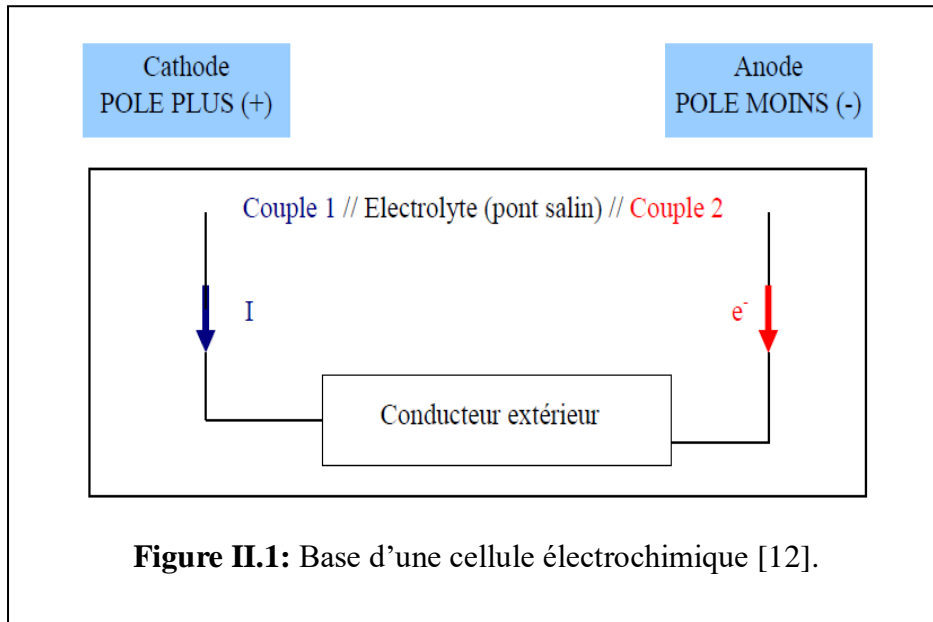 Cathode
POLE PLUS (+)
Anode
POLE MOINS (-)
Couple 1 // Electrolyte (pont salin) // Couple 2
I
e-
Conducteur extérieur
Figure II.1: Base d’une cellule électrochimique [12].